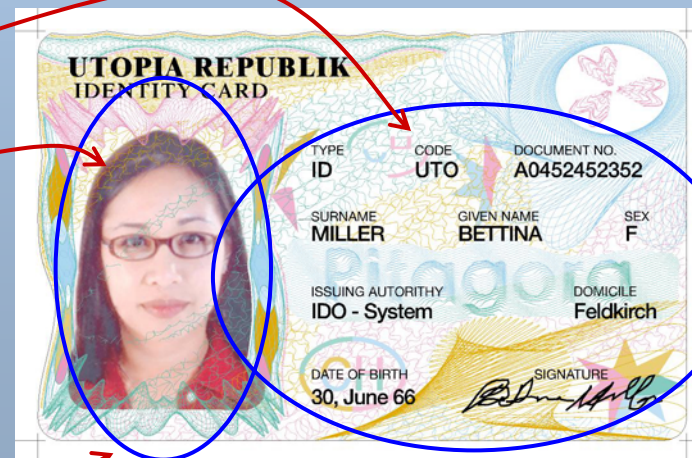 UTOPIA REPUBLIK
IDENTITY CARD
TYPE CODE DOCUMENT NO.
ID UTO A0452452352
SURNAME GIVEN NAME SEX
MILLER BETTINA F
Pitagora
ISSUING AUTORITHY DOMICILE
IDO - System Feldkirch
DATE OF BIRTH SIGNATURE
30, June 66